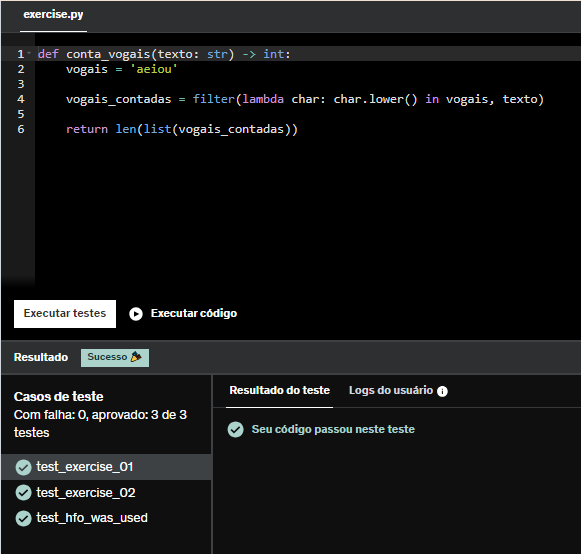 exercise.py
1 def conta_vogais(texto: str) -> int:
2     vogais = 'aeiou'
3
4     vogais_contadas = filter(lambda char: char.lower() in vogais, texto)
5
6     return len(list(vogais_contadas))
Executar testes Executar código
Resultado Sucesso 🎉
Casos de teste
Com falha: 0, aprovado: 3 de 3
testes
test_exercise_01
test_exercise_02
test_hfo_was_used
Resultado do teste Logs do usuário
Seu código passou neste teste